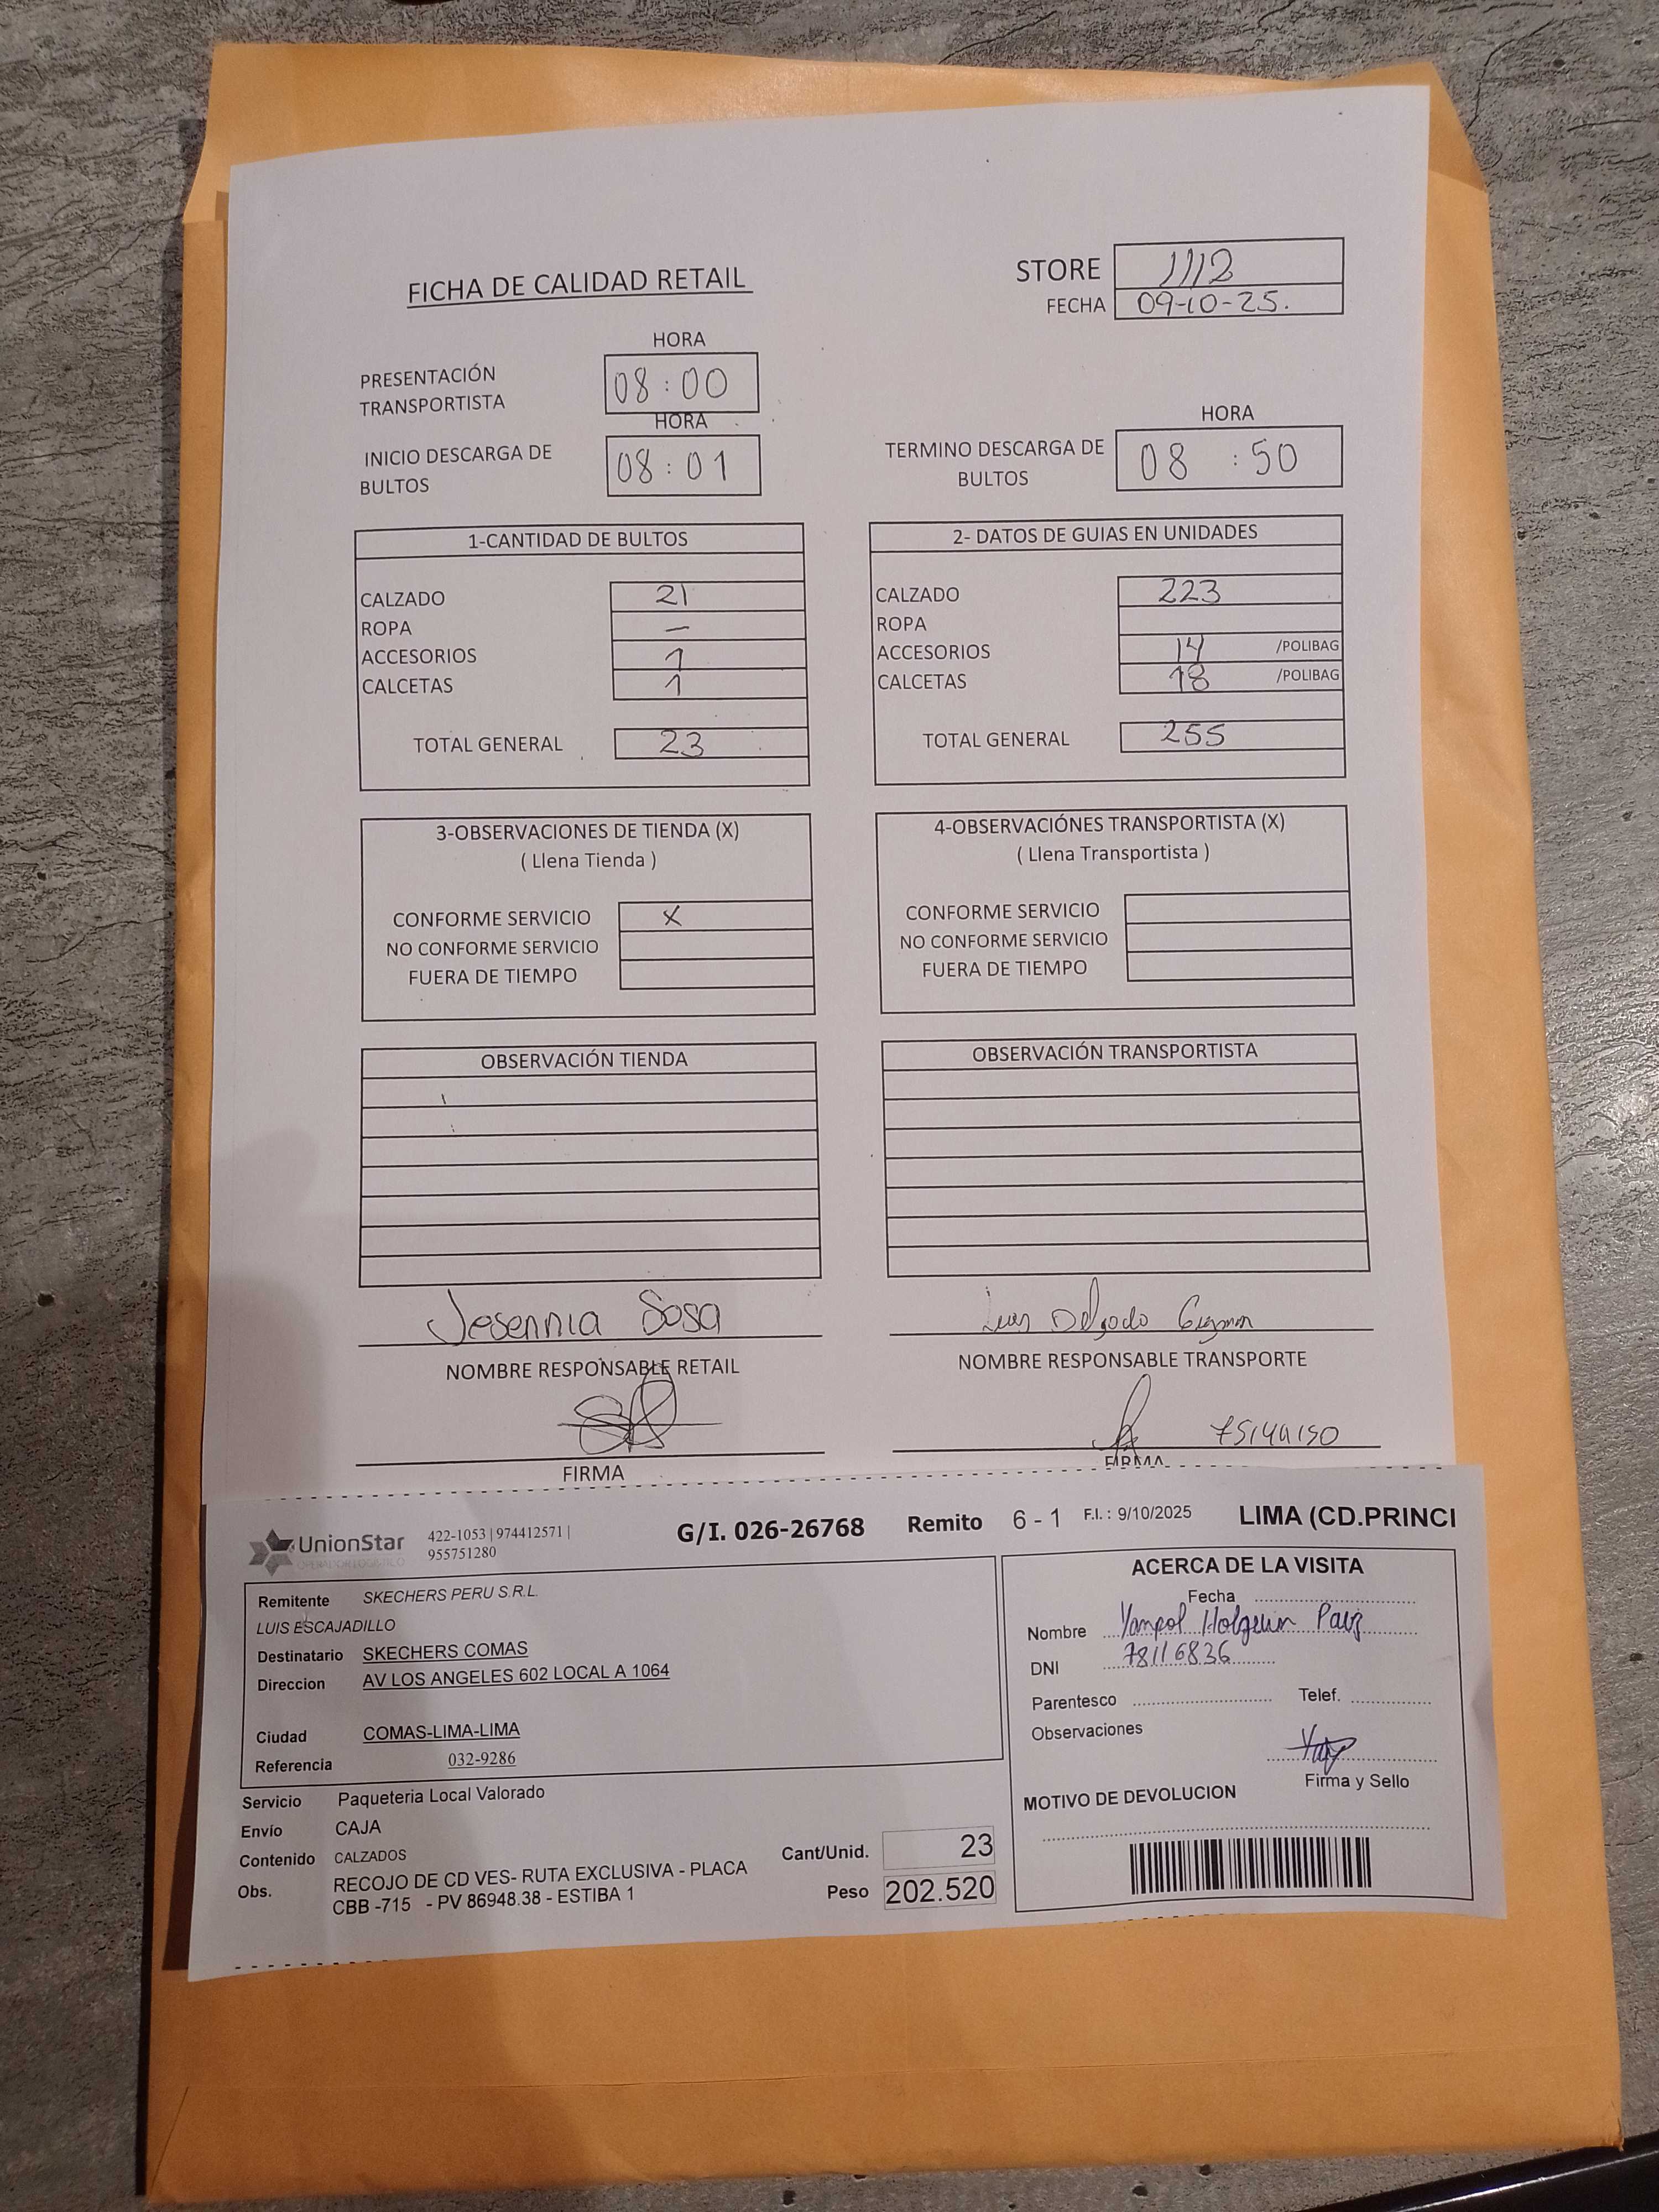 FICHA DE CALIDAD RETAIL
STORE 1112
FECHA 09-10-25.
HORA
PRESENTACIÓN TRANSPORTISTA 08:00
HORA
INICIO DESCARGA DE BULTOS 08:01
HORA
TERMINO DESCARGA DE BULTOS 08:50
1-CANTIDAD DE BULTOS
CALZADO 21
ROPA —
ACCESORIOS 1
CALCETAS 1
TOTAL GENERAL 23
2- DATOS DE GUIAS EN UNIDADES
CALZADO 223
ROPA
ACCESORIOS 14 /POLIBAG
CALCETAS 18 /POLIBAG
TOTAL GENERAL 255
3-OBSERVACIONES DE TIENDA (X)
( Llena Tienda )
CONFORME SERVICIO X
NO CONFORME SERVICIO
FUERA DE TIEMPO
4-OBSERVACIÓNES TRANSPORTISTA (X)
( Llena Transportista )
CONFORME SERVICIO
NO CONFORME SERVICIO
FUERA DE TIEMPO
OBSERVACIÓN TIENDA
OBSERVACIÓN TRANSPORTISTA
Jesennia Sosa
NOMBRE RESPONSABLE RETAIL
FIRMA
Luis Delgado Guzman
NOMBRE RESPONSABLE TRANSPORTE
FIRMA
UnionStar
OPERADOR LOGISTICO
422-1053 | 974412571 |
955751280
G/I. 026-26768 Remito 6 - 1 F.I. : 9/10/2025 LIMA (CD.PRINCI
Remitente SKECHERS PERU S.R.L.
LUIS ESCAJADILLO
Destinatario SKECHERS COMAS
Direccion AV LOS ANGELES 602 LOCAL A 1064
Ciudad COMAS-LIMA-LIMA
Referencia 032-9286
Servicio Paqueteria Local Valorado
Envío CAJA
Contenido CALZADOS
Obs. RECOJO DE CD VES- RUTA EXCLUSIVA - PLACA
CBB -715 - PV 86948.38 - ESTIBA 1
Cant/Unid. 23
Peso 202.520
ACERCA DE LA VISITA
Fecha
Nombre Yampol
DNI 78116836
Parentesco Telef.
Observaciones
Firma y Sello
MOTIVO DE DEVOLUCION